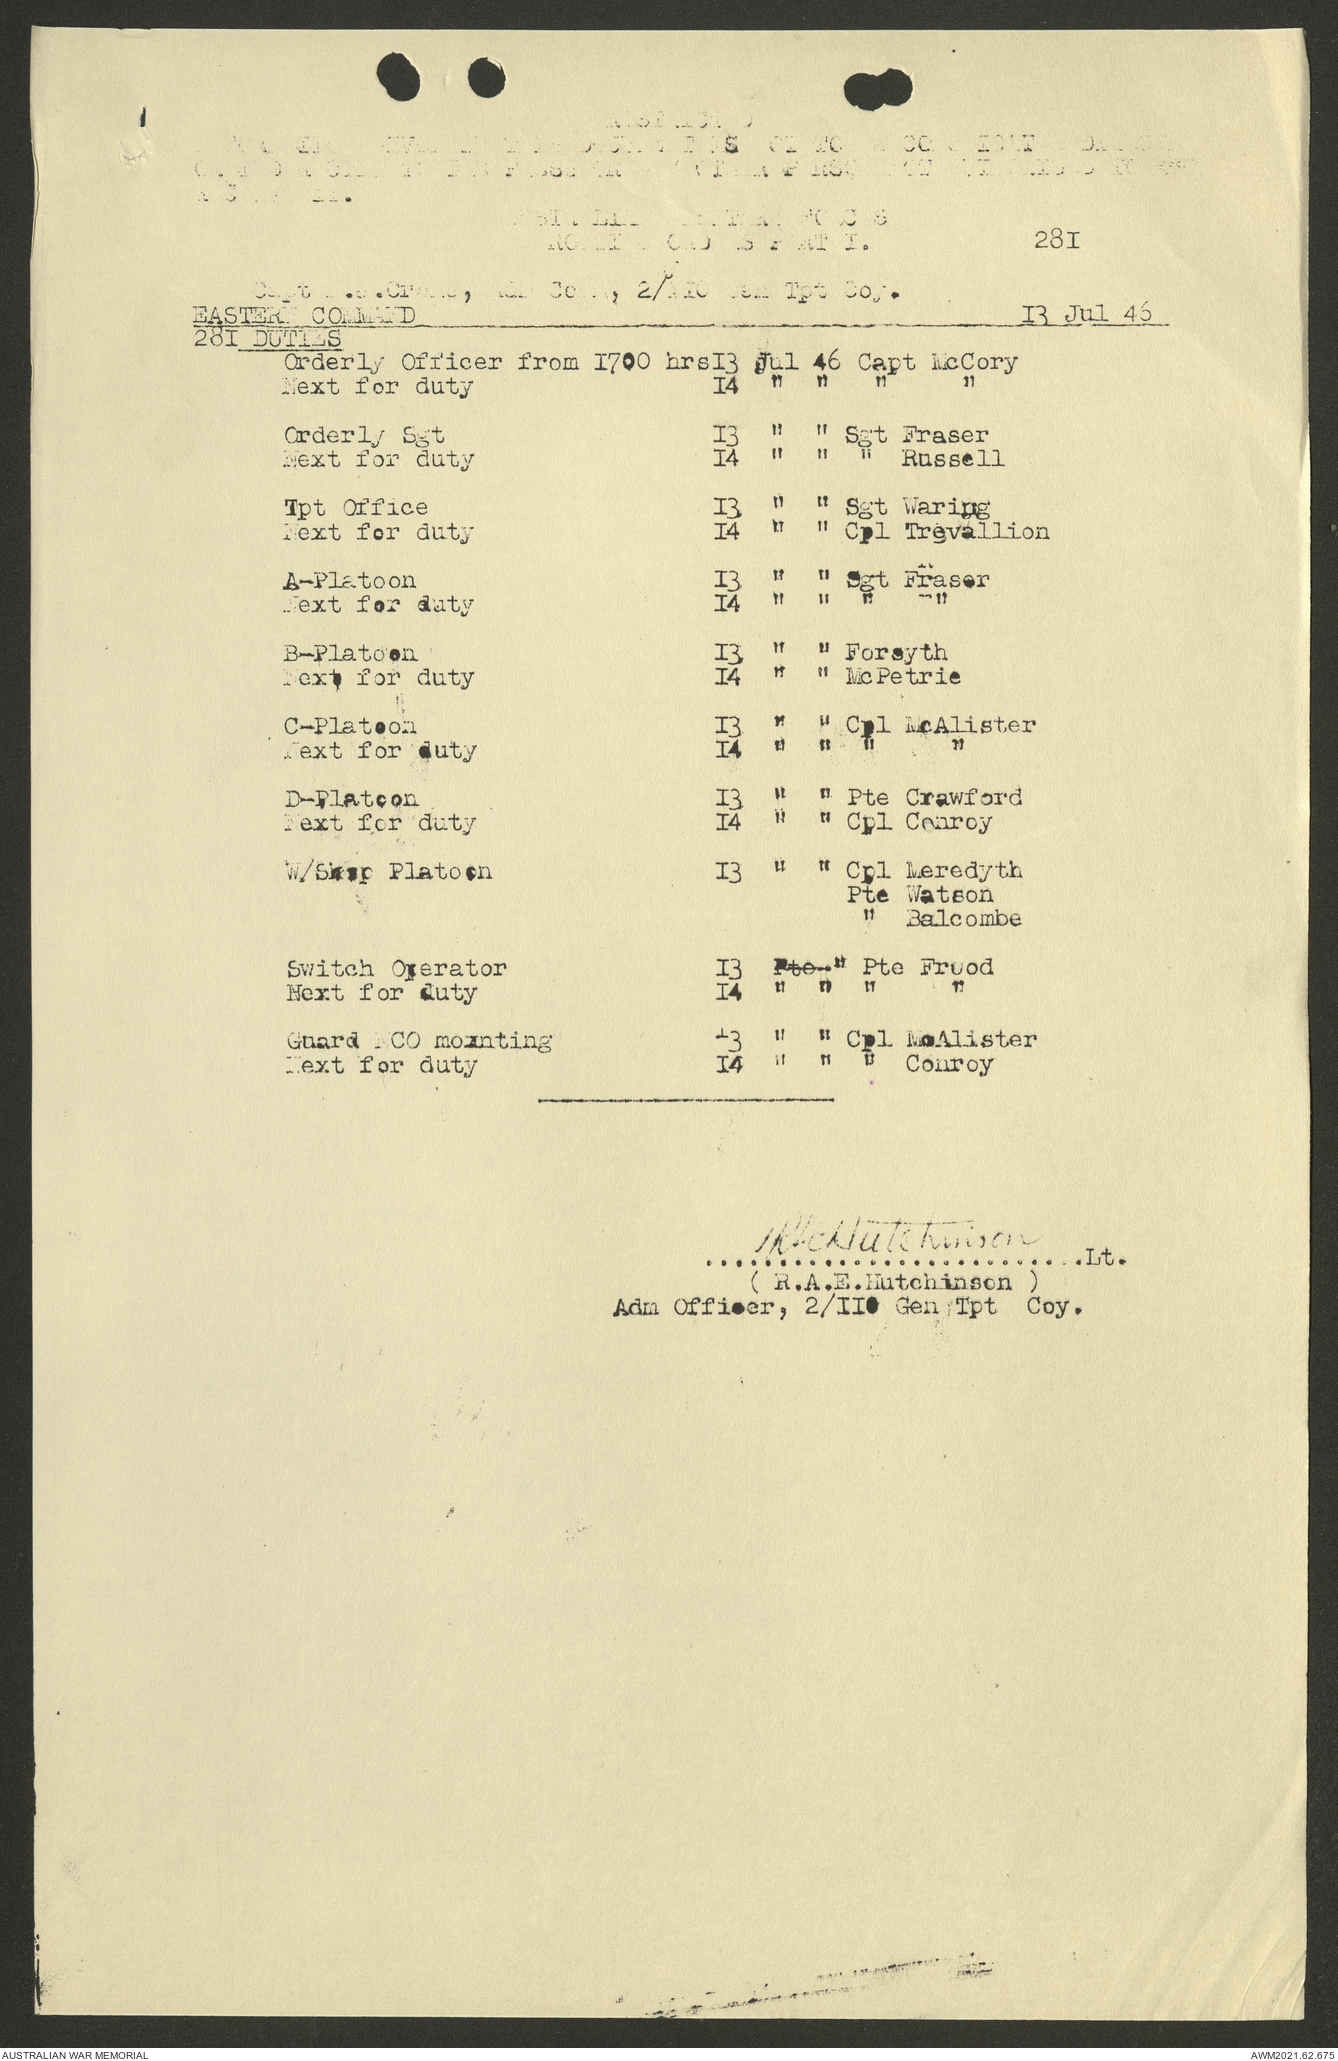 281
2/110 Tpt Coy.
EASTERN COMMAND 13 Jul 46
281 DUTIES
Orderly Officer from 1700 hrs13 Jul 46 Capt McCory
Next for duty 14 " " " "
Orderly Sgt 13 " " Sgt Fraser
Next for duty 14 " " " Russell
Tpt Office 13 " " Sgt Waring
Next for duty 14 " " Cpl Trevallion
A-Platoon 13 " " Sgt Fraser
Next for duty 14 " " " "
B-Platoon 13 " " Forsyth
Next for duty 14 " " McPetrie
C-Platoon 13 " " Cpl McAlister
Next for duty 14 " " " "
D-Platoon 13 " " Pte Crawford
Next for duty 14 " " Cpl Conroy
W/Shop Platoon 13 " " Cpl Meredyth
Pte Watson
" Balcombe
Switch Operator 13 Pte-" Pte Frood
Next for duty 14 " " " "
Guard NCO mounting 13 " " Cpl McAlister
Next for duty 14 " " " Conroy
Hutchinson
Lt.
( R.A.E.Hutchinson )
Adm Officer, 2/110 Gen Tpt Coy.
AUSTRALIAN WAR MEMORIAL AWM2021.62.675